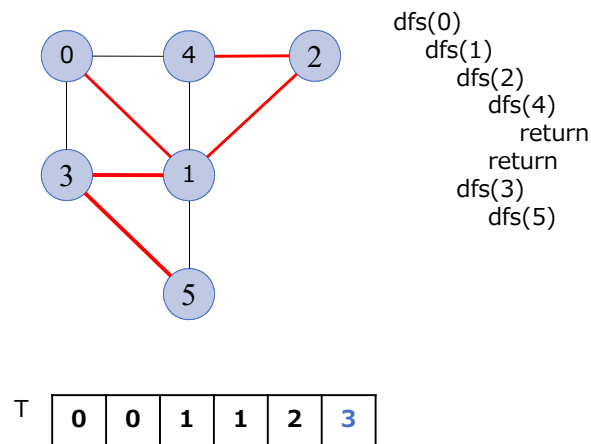 0 4 2
3 1
5
dfs(0)
dfs(1)
dfs(2)
dfs(4)
return
return
dfs(3)
dfs(5)
T 0 0 1 1 2 3